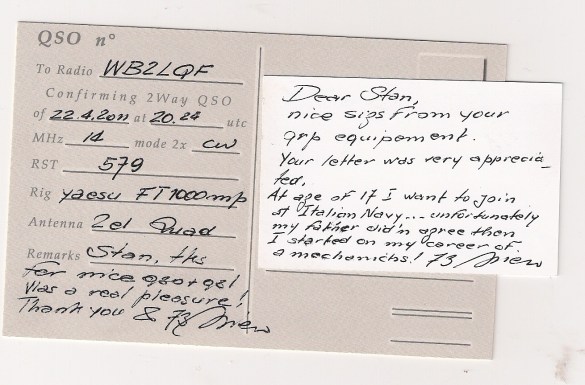 QSO n°
To Radio WB2LQF
Confirming 2Way QSO
of 22.4.2011 at 20.24 utc
MHz 14 mode 2x CW
RST 579
Rig yaesu FT1000mp
Antenna 2el Quad
Remarks Stan, tks
for nice qso + qsl
Was a real pleasure!
Thank you & 73
Dear Stan,
nice sigs from your
qrp equipement.
Your letter was very apprecia_
ted.
At age of 17 I want to join
at Italian Navy... unfortunately
my father did'n agree then
I started on my career of
a mechanichs! 73